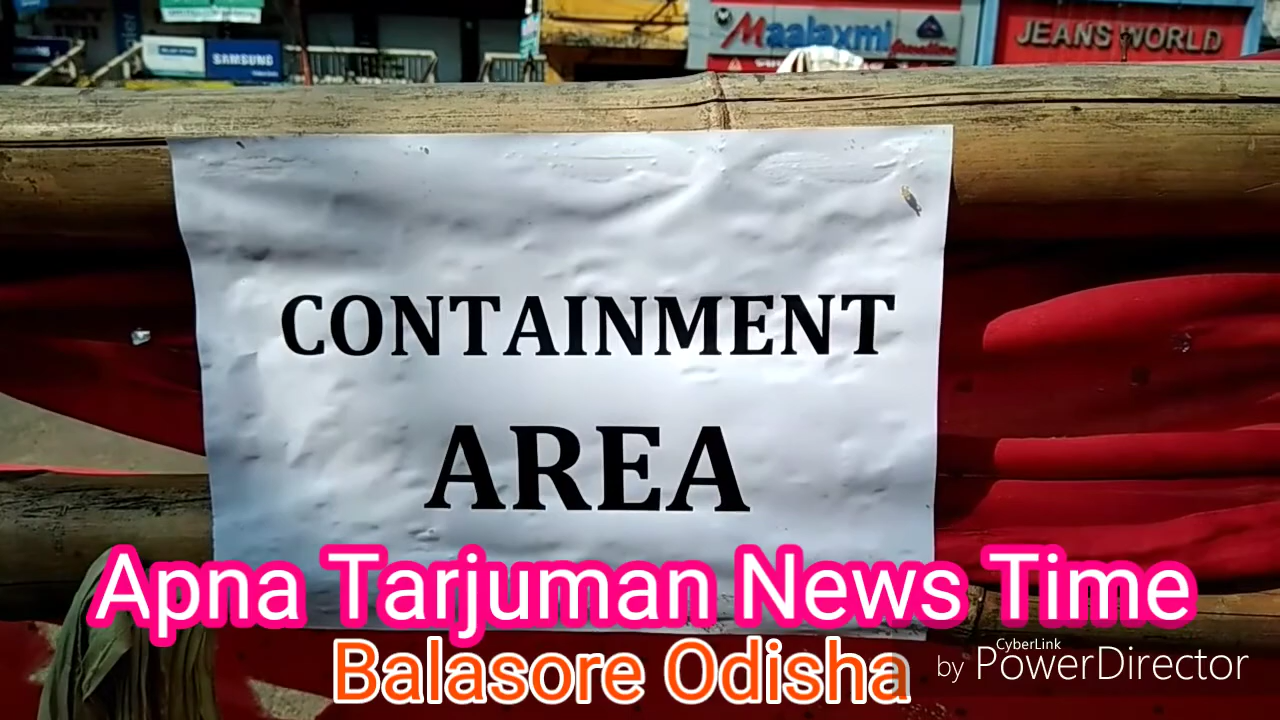 SAMSUNG
Maalaxmi
JEANS WORLD
CONTAINMENT
AREA
Apna Tarjuman News Time
Balasore Odisha
CyberLink
by PowerDirector